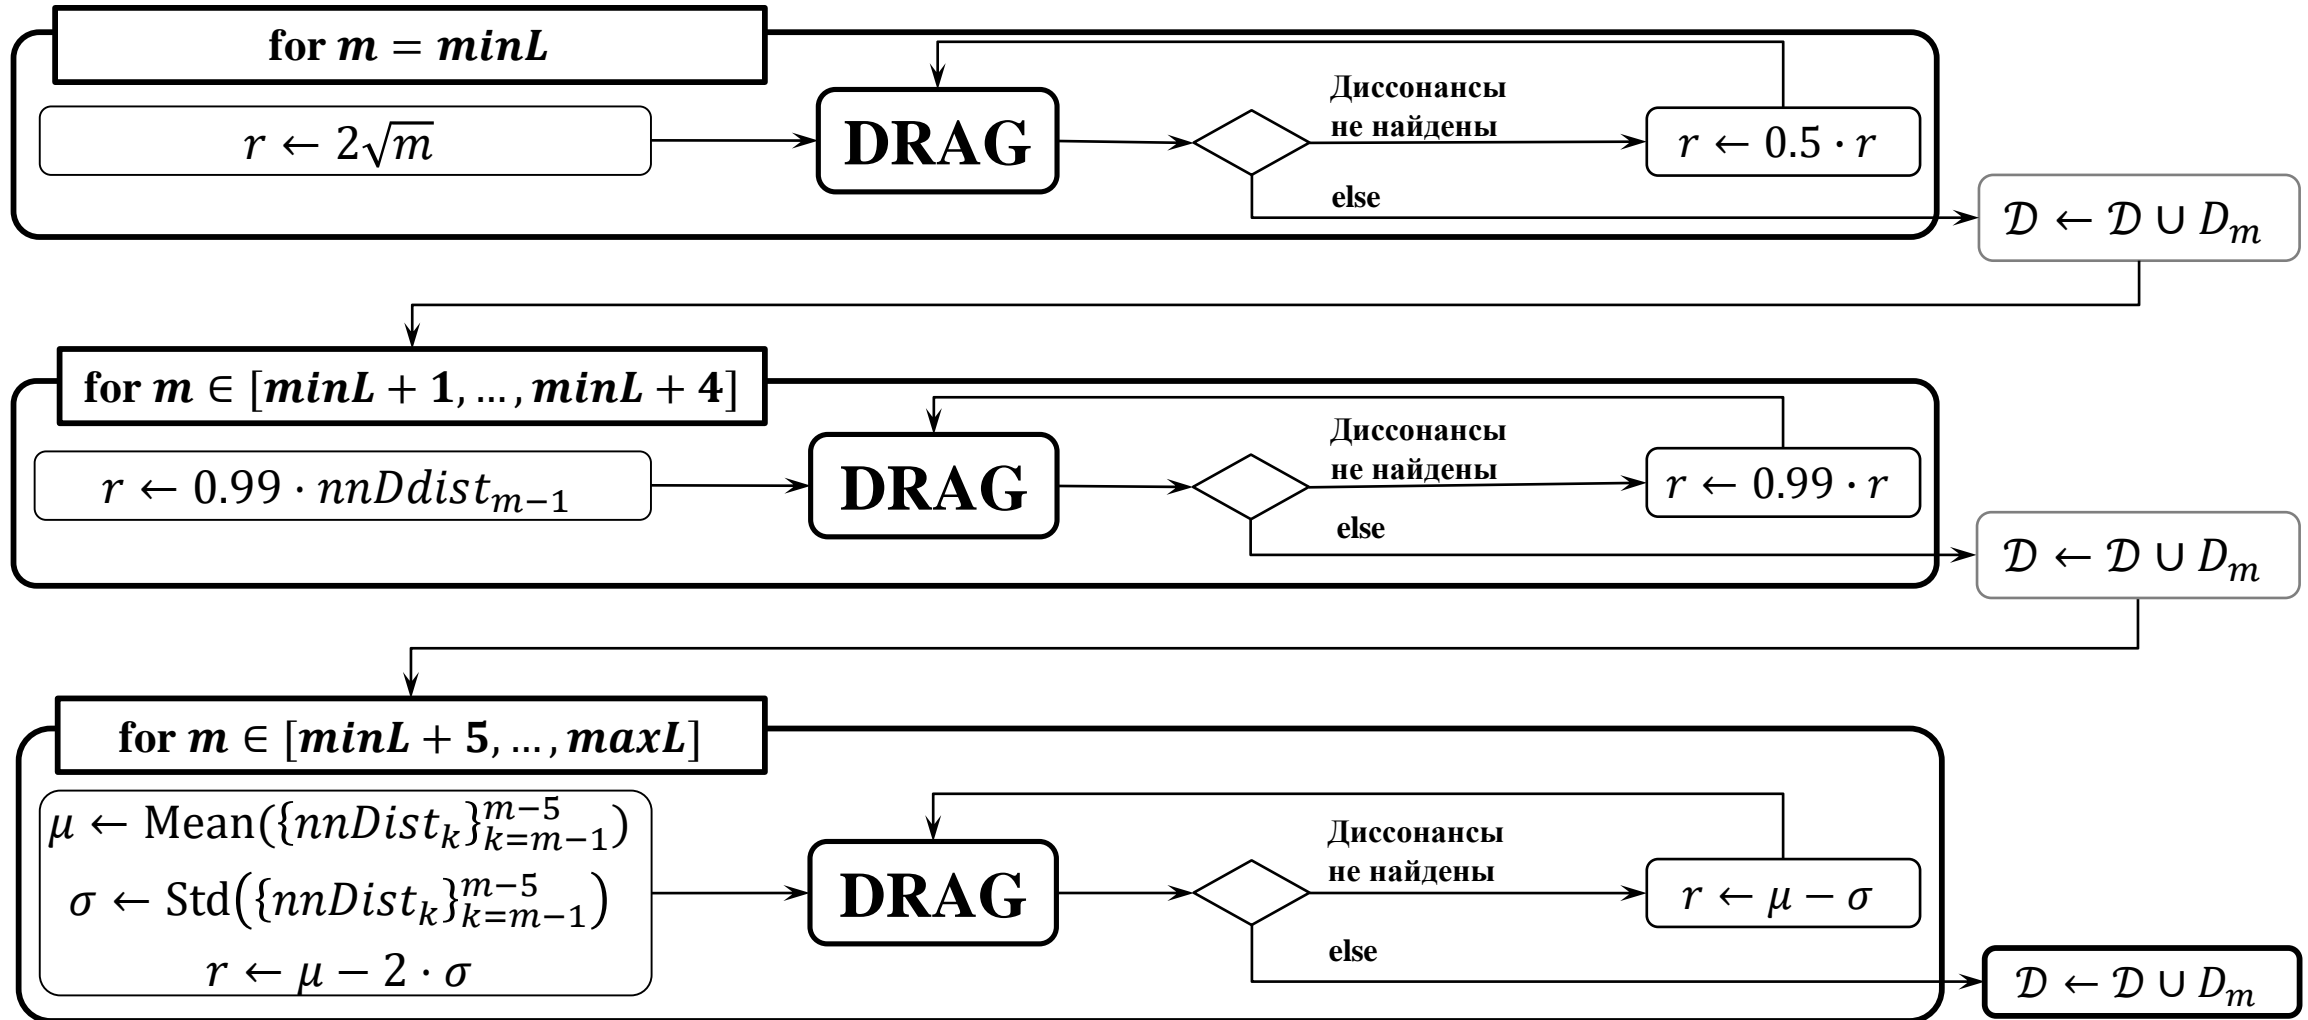 for m = minL
r ← 2√m
DRAG
Диссонансы
не найдены
r ← 0.5 · r
else
𝒟 ← 𝒟 ∪ D_m
for m ∈ [minL + 1, … , minL + 4]
r ← 0.99 · nnDdist_{m−1}
DRAG
Диссонансы
не найдены
r ← 0.99 · r
else
𝒟 ← 𝒟 ∪ D_m
for m ∈ [minL + 5, … , maxL]
μ ← Mean({nnDist_k}_{k=m−1}^{m−5})
σ ← Std({nnDist_k}_{k=m−1}^{m−5})
r ← μ − 2 · σ
DRAG
Диссонансы
не найдены
r ← μ − σ
else
𝒟 ← 𝒟 ∪ D_m